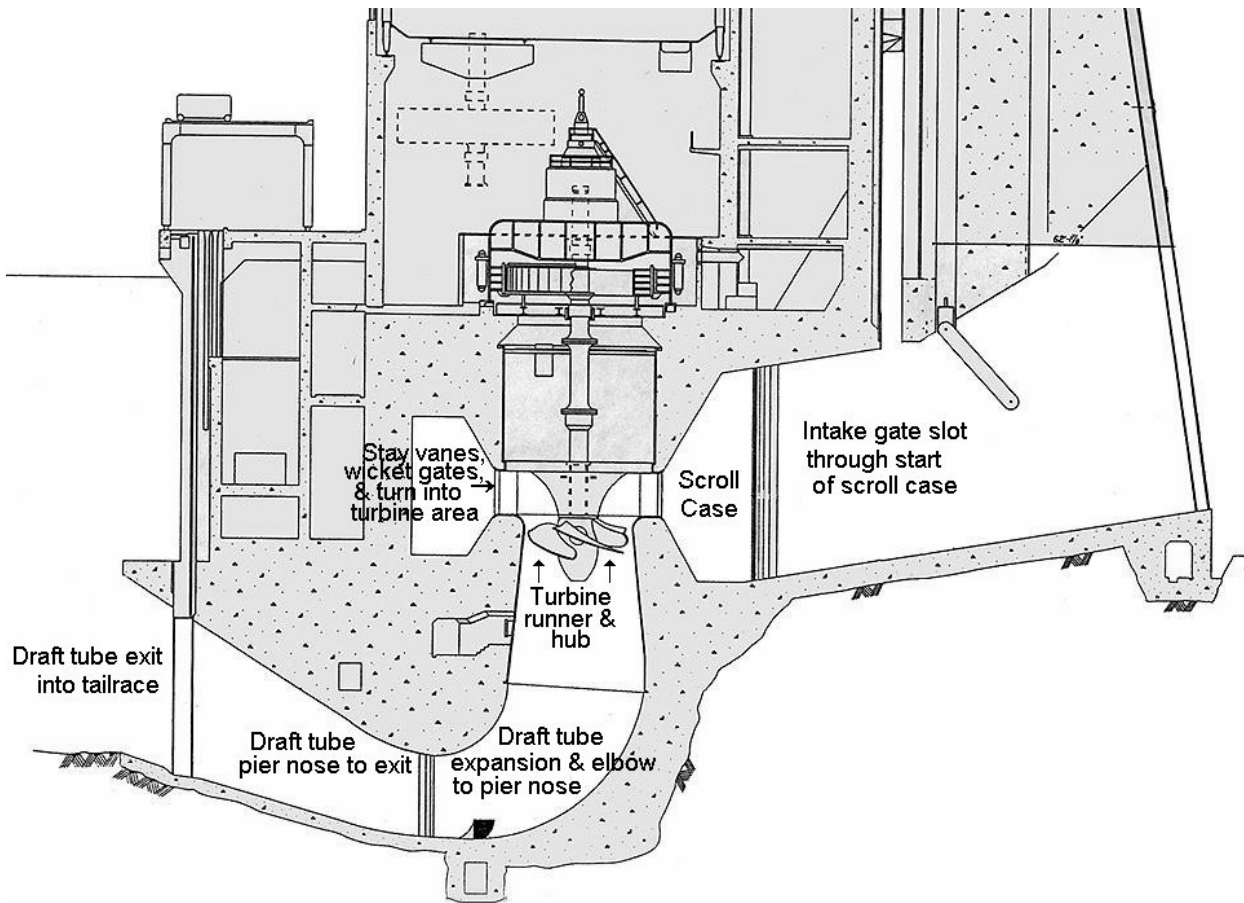 Stay vanes,
wicket gates,
& turn into
turbine area
Scroll
Case
Intake gate slot
through start
of scroll case
Turbine
runner &
hub
Draft tube exit
into tailrace
Draft tube
pier nose to exit
Draft tube
expansion & elbow
to pier nose